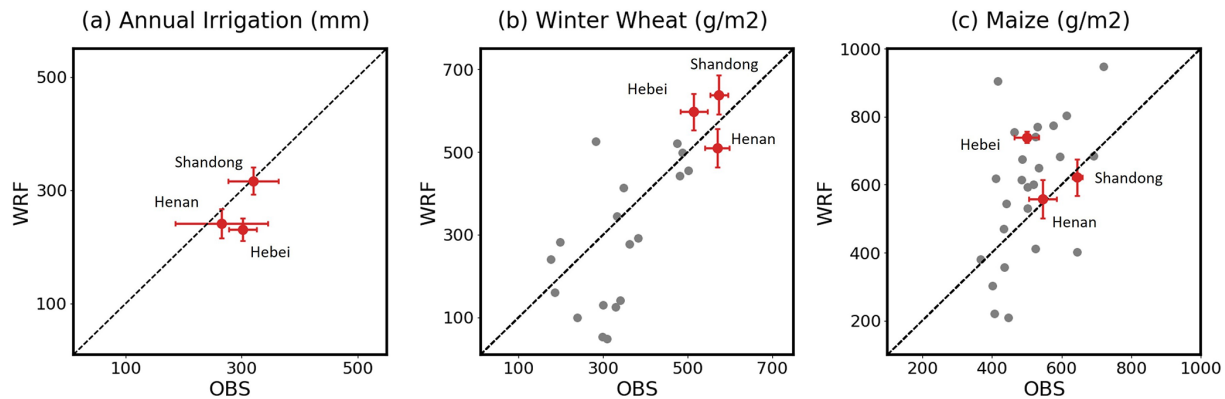 (a) Annual Irrigation (mm)
500
300
100
100 300 500
WRF
OBS
Shandong
Henan
Hebei
(b) Winter Wheat (g/m2)
700
500
300
100
100 300 500 700
WRF
OBS
Shandong
Hebei
Henan
(c) Maize (g/m2)
1000
800
600
400
200
200 400 600 800 1000
WRF
OBS
Hebei
Shandong
Henan